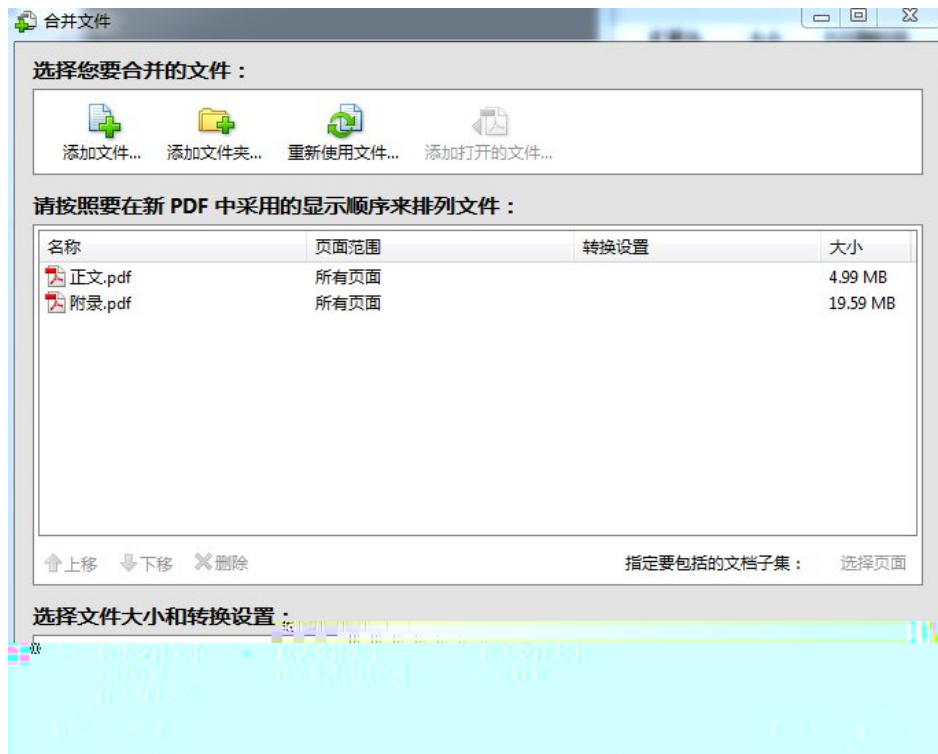 合并文件
选择您要合并的文件：
添加文件... 添加文件夹... 重新使用文件... 添加打开的文件...
请按照要在新 PDF 中采用的显示顺序来排列文件：
名称 页面范围 转换设置 大小
正文.pdf 所有页面 4.99 MB
附录.pdf 所有页面 19.59 MB
上移 下移 删除 指定要包括的文档子集： 选择页面
选择文件大小和转换设置：